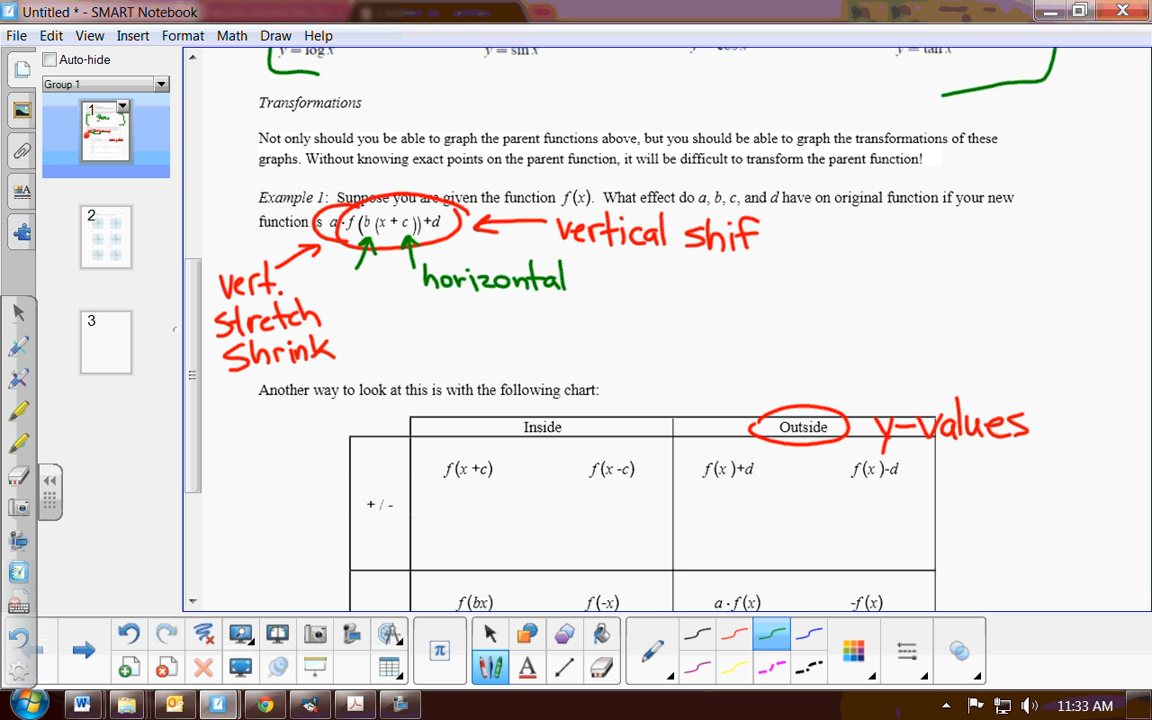 Untitled * - SMART Notebook
File Edit View Insert Format Math Draw Help
Auto-hide
Group 1
1
2
3
y = log x y = sin x y = tan x
Transformations
Not only should you be able to graph the parent functions above, but you should be able to graph the transformations of these
graphs. Without knowing exact points on the parent function, it will be difficult to transform the parent function!
Example 1: Suppose you are given the function f(x). What effect do a, b, c, and d have on original function if your new
function is a·f(b(x+c))+d
vertical shif
horizontal
vert.
stretch
shrink
Another way to look at this is with the following chart:
Inside Outside y-values
f(x +c) f(x -c) f(x )+d f(x )-d
+ / -
f(bx) f(-x) a·f(x) -f(x)
π
A
11:33 AM